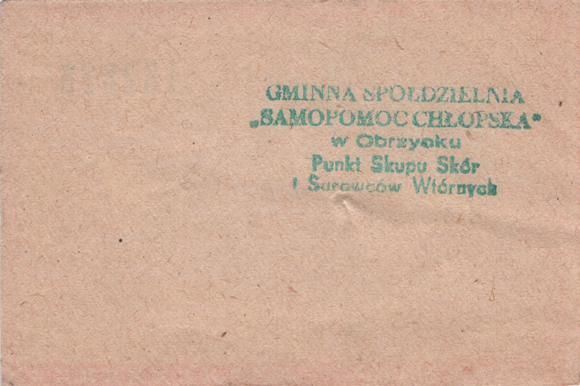 GMINNA SPÓŁDZIELNIA
„SAMOPOMOC CHŁOPSKA"
w Obrzycku
Punkt Skupu Skór
i Surowców Wtórnych